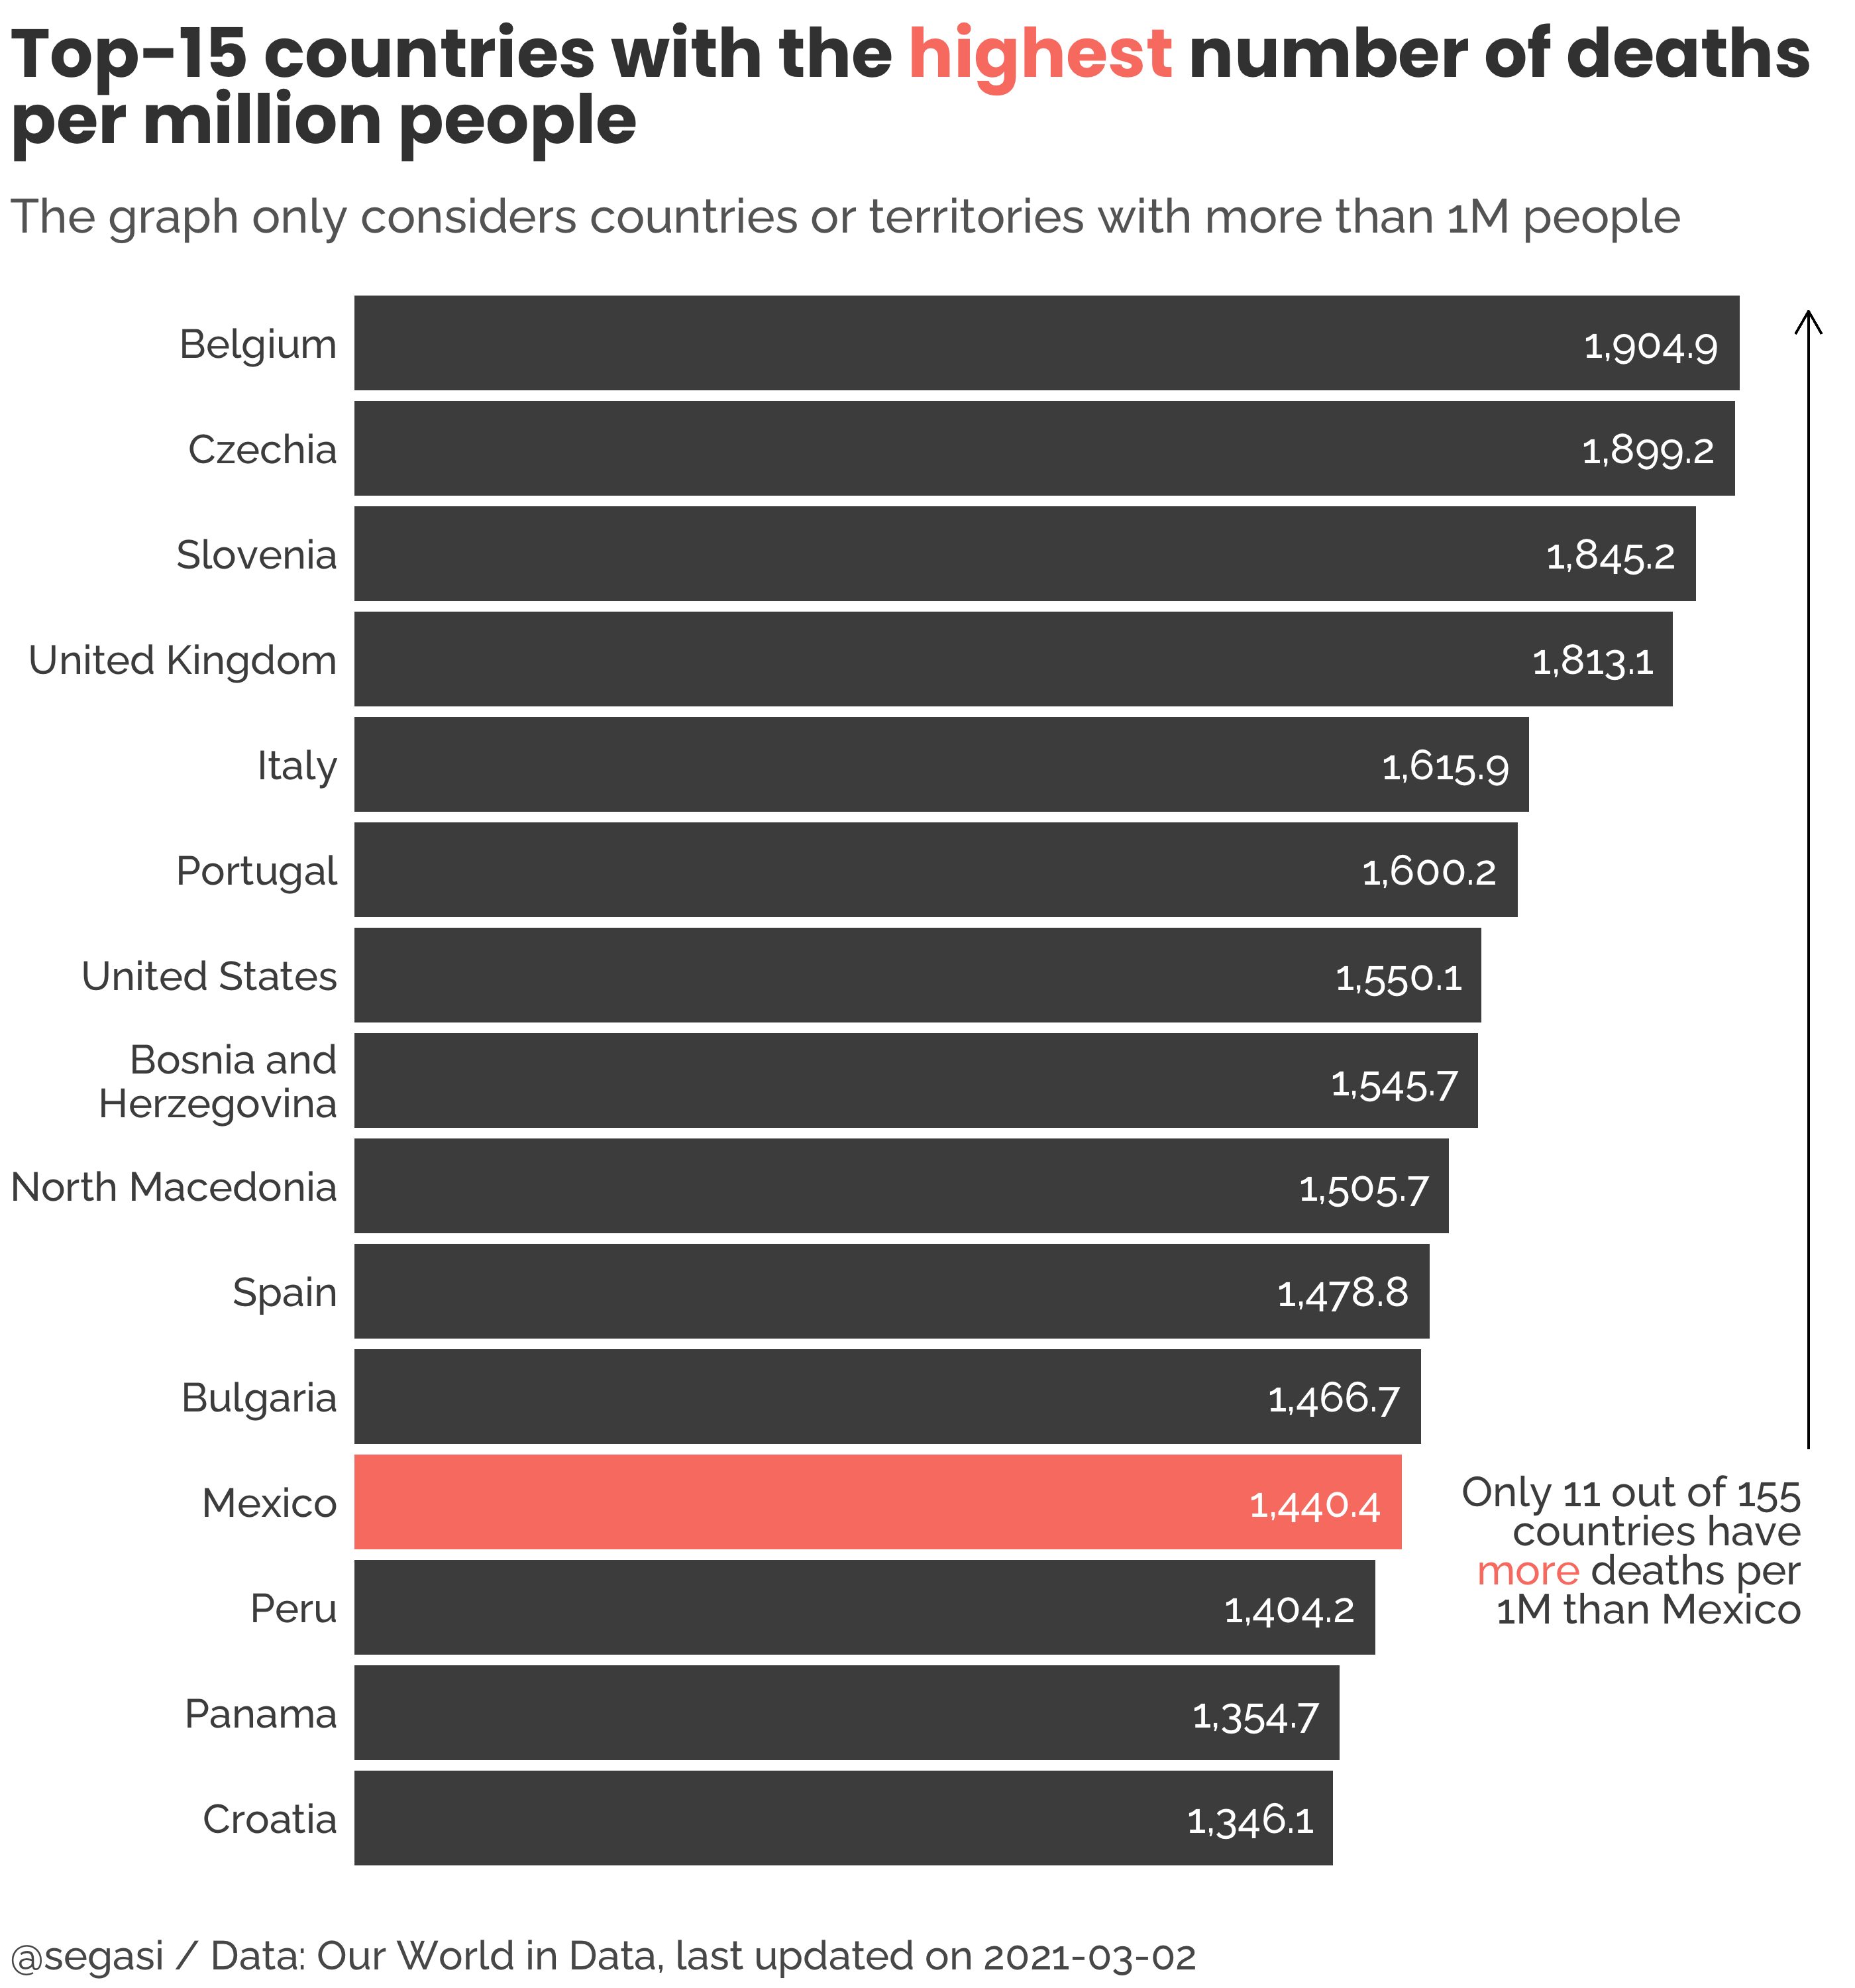 Top-15 countries with the highest number of deaths
per million people
The graph only considers countries or territories with more than 1M people
Belgium 1,904.9
Czechia 1,899.2
Slovenia 1,845.2
United Kingdom 1,813.1
Italy 1,615.9
Portugal 1,600.2
United States 1,550.1
Bosnia and
Herzegovina 1,545.7
North Macedonia 1,505.7
Spain 1,478.8
Bulgaria 1,466.7
Mexico 1,440.4
Only 11 out of 155
countries have
more deaths per
1M than Mexico
Peru 1,404.2
Panama 1,354.7
Croatia 1,346.1
@segasi / Data: Our World in Data, last updated on 2021-03-02